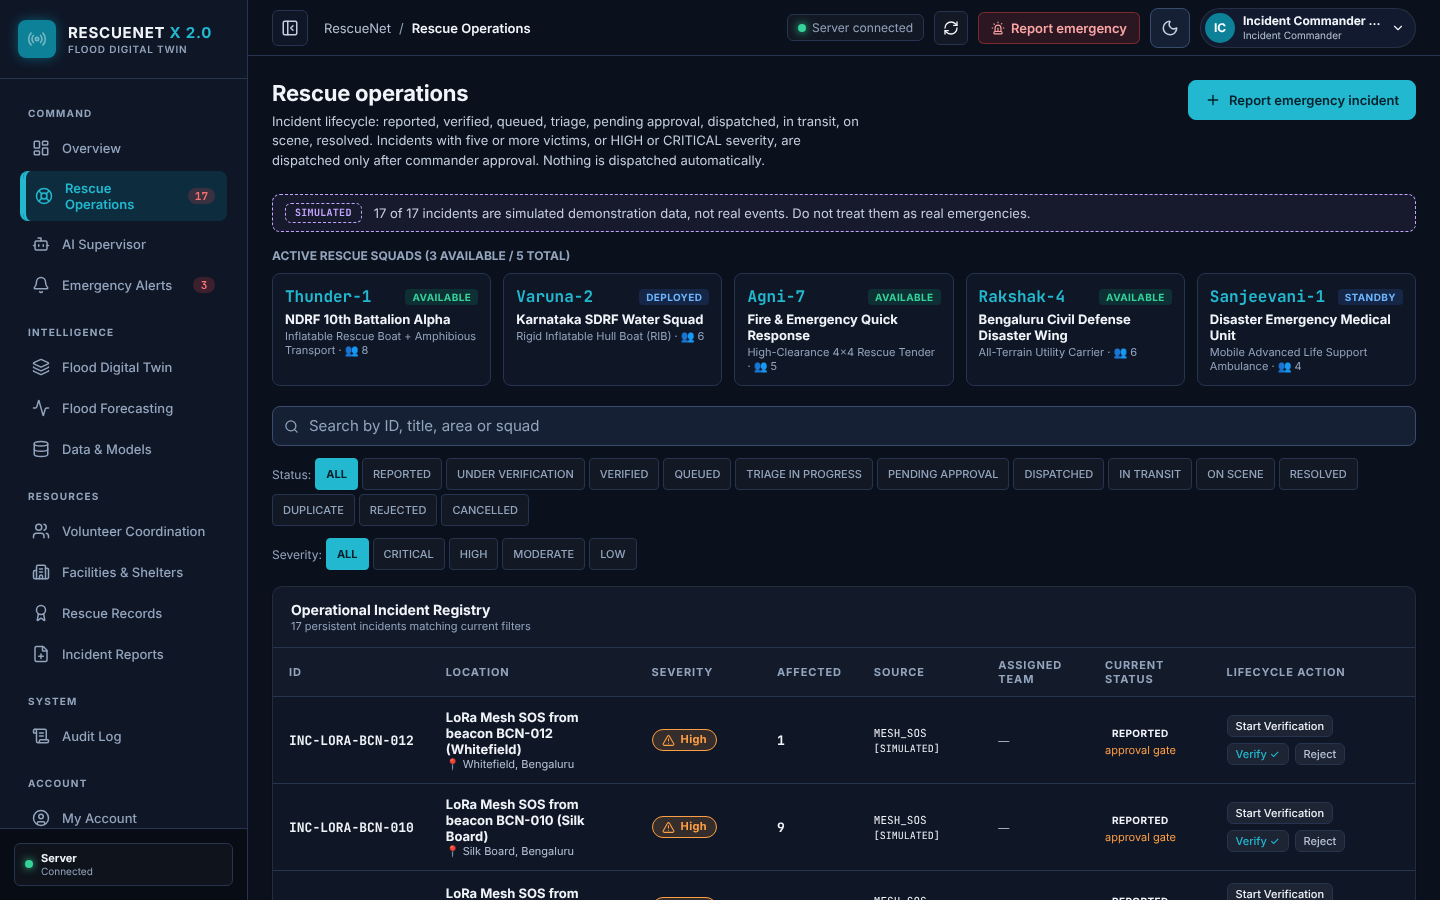 RESCUENET X 2.0
FLOOD DIGITAL TWIN
COMMAND
Overview
Rescue Operations 17
AI Supervisor
Emergency Alerts 3
INTELLIGENCE
Flood Digital Twin
Flood Forecasting
Data & Models
RESOURCES
Volunteer Coordination
Facilities & Shelters
Rescue Records
Incident Reports
SYSTEM
Audit Log
ACCOUNT
My Account
Server
Connected
RescueNet / Rescue Operations
Server connected
Report emergency
IC
Incident Commander ...
Incident Commander
Rescue operations
Incident lifecycle: reported, verified, queued, triage, pending approval, dispatched, in transit, on
scene, resolved. Incidents with five or more victims, or HIGH or CRITICAL severity, are
dispatched only after commander approval. Nothing is dispatched automatically.
+ Report emergency incident
SIMULATED 17 of 17 incidents are simulated demonstration data, not real events. Do not treat them as real emergencies.
ACTIVE RESCUE SQUADS (3 AVAILABLE / 5 TOTAL)
Thunder-1 AVAILABLE
NDRF 10th Battalion Alpha
Inflatable Rescue Boat + Amphibious
Transport · 👥 8
Varuna-2 DEPLOYED
Karnataka SDRF Water Squad
Rigid Inflatable Hull Boat (RIB) · 👥 6
Agni-7 AVAILABLE
Fire & Emergency Quick
Response
High-Clearance 4×4 Rescue Tender
· 👥 5
Rakshak-4 AVAILABLE
Bengaluru Civil Defense
Disaster Wing
All-Terrain Utility Carrier · 👥 6
Sanjeevani-1 STANDBY
Disaster Emergency Medical
Unit
Mobile Advanced Life Support
Ambulance · 👥 4
Search by ID, title, area or squad
Status: ALL REPORTED UNDER VERIFICATION VERIFIED QUEUED TRIAGE IN PROGRESS PENDING APPROVAL DISPATCHED IN TRANSIT ON SCENE RESOLVED
DUPLICATE REJECTED CANCELLED
Severity: ALL CRITICAL HIGH MODERATE LOW
Operational Incident Registry
17 persistent incidents matching current filters
ID LOCATION SEVERITY AFFECTED SOURCE ASSIGNED TEAM CURRENT STATUS LIFECYCLE ACTION
INC-LORA-BCN-012
LoRa Mesh SOS from
beacon BCN-012
(Whitefield)
📍 Whitefield, Bengaluru
High
1
MESH_SOS
[SIMULATED]
—
REPORTED
approval gate
Start Verification
Verify ✓ Reject
INC-LORA-BCN-010
LoRa Mesh SOS from
beacon BCN-010 (Silk
Board)
📍 Silk Board, Bengaluru
High
9
MESH_SOS
[SIMULATED]
—
REPORTED
approval gate
Start Verification
Verify ✓ Reject
LoRa Mesh SOS from
Start Verification